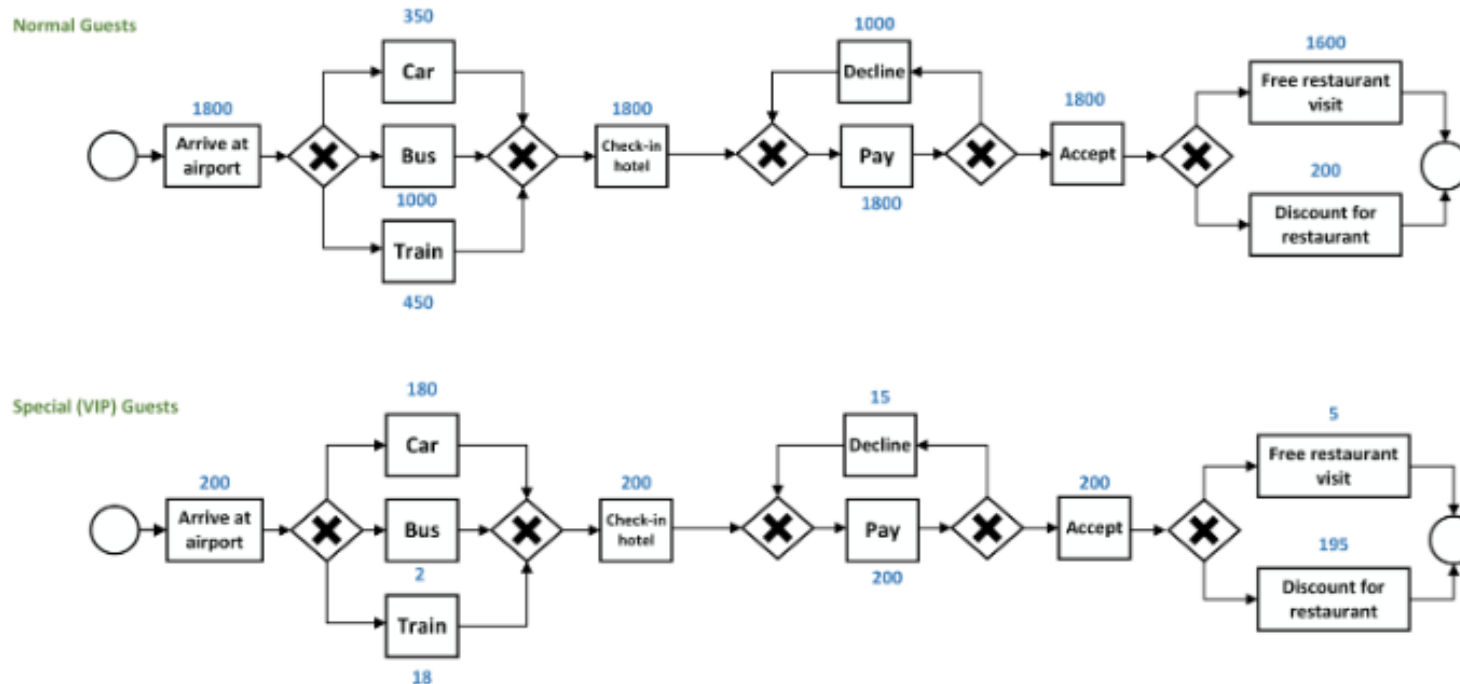 Normal Guests
350
Car
1000
Decline
1600
Free restaurant
visit
1800
Arrive at
airport
Bus
1000
1800
Check-in
hotel
Pay
1800
1800
Accept
200
Discount for
restaurant
Train
450
Special (VIP) Guests
180
Car
15
Decline
5
Free restaurant
visit
200
Arrive at
airport
Bus
2
200
Check-in
hotel
Pay
200
200
Accept
195
Discount for
restaurant
Train
18